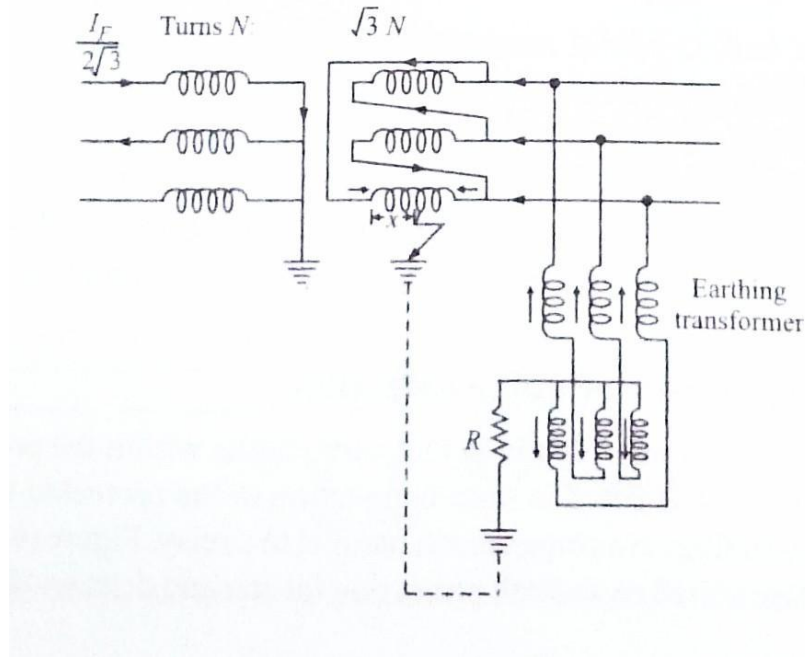 I_F
2√3
Turns N:
√3 N
x
Earthing
transformer
R